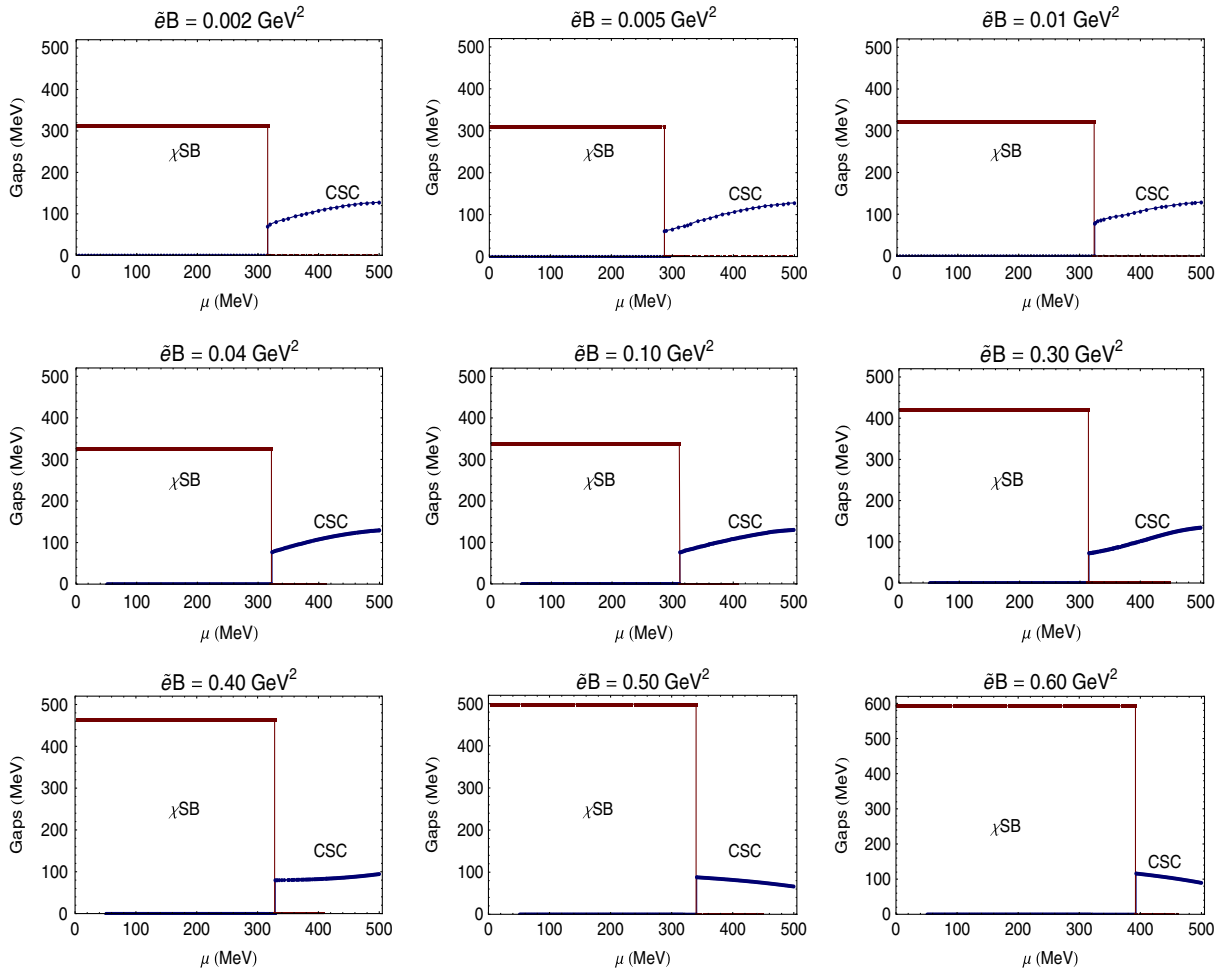 ẽB = 0.002 GeV²
500
400
300
200
100
0
Gaps (MeV)
χSB
CSC
0 100 200 300 400 500
μ (MeV)
ẽB = 0.005 GeV²
500
400
300
200
100
0
Gaps (MeV)
χSB
CSC
0 100 200 300 400 500
μ (MeV)
ẽB = 0.01 GeV²
500
400
300
200
100
0
Gaps (MeV)
χSB
CSC
0 100 200 300 400 500
μ (MeV)
ẽB = 0.04 GeV²
500
400
300
200
100
0
Gaps (MeV)
χSB
CSC
0 100 200 300 400 500
μ (MeV)
ẽB = 0.10 GeV²
500
400
300
200
100
0
Gaps (MeV)
χSB
CSC
0 100 200 300 400 500
μ (MeV)
ẽB = 0.30 GeV²
500
400
300
200
100
0
Gaps (MeV)
χSB
CSC
0 100 200 300 400 500
μ (MeV)
ẽB = 0.40 GeV²
500
400
300
200
100
0
Gaps (MeV)
χSB
CSC
0 100 200 300 400 500
μ (MeV)
ẽB = 0.50 GeV²
500
400
300
200
100
0
Gaps (MeV)
χSB
CSC
0 100 200 300 400 500
μ (MeV)
ẽB = 0.60 GeV²
600
500
400
300
200
100
0
Gaps (MeV)
χSB
CSC
0 100 200 300 400 500
μ (MeV)